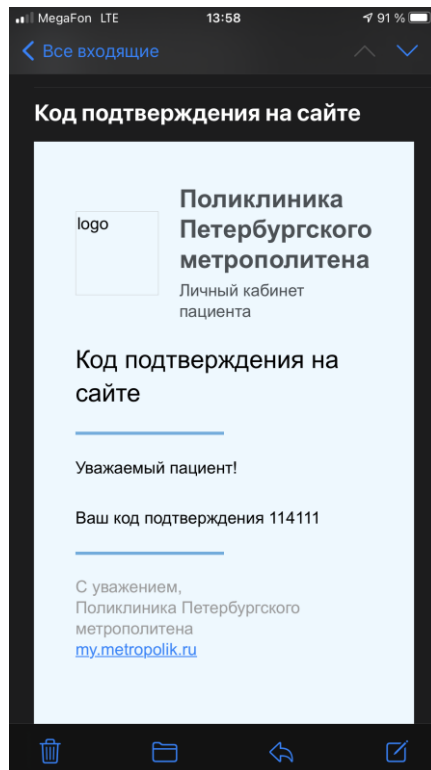 MegaFon LTE 13:58 91 %
Все входящие
Код подтверждения на сайте
logo
Поликлиника
Петербургского
метрополитена
Личный кабинет
пациента
Код подтверждения на
сайте
Уважаемый пациент!
Ваш код подтверждения 114111
С уважением,
Поликлиника Петербургского
метрополитена
my.metropolik.ru